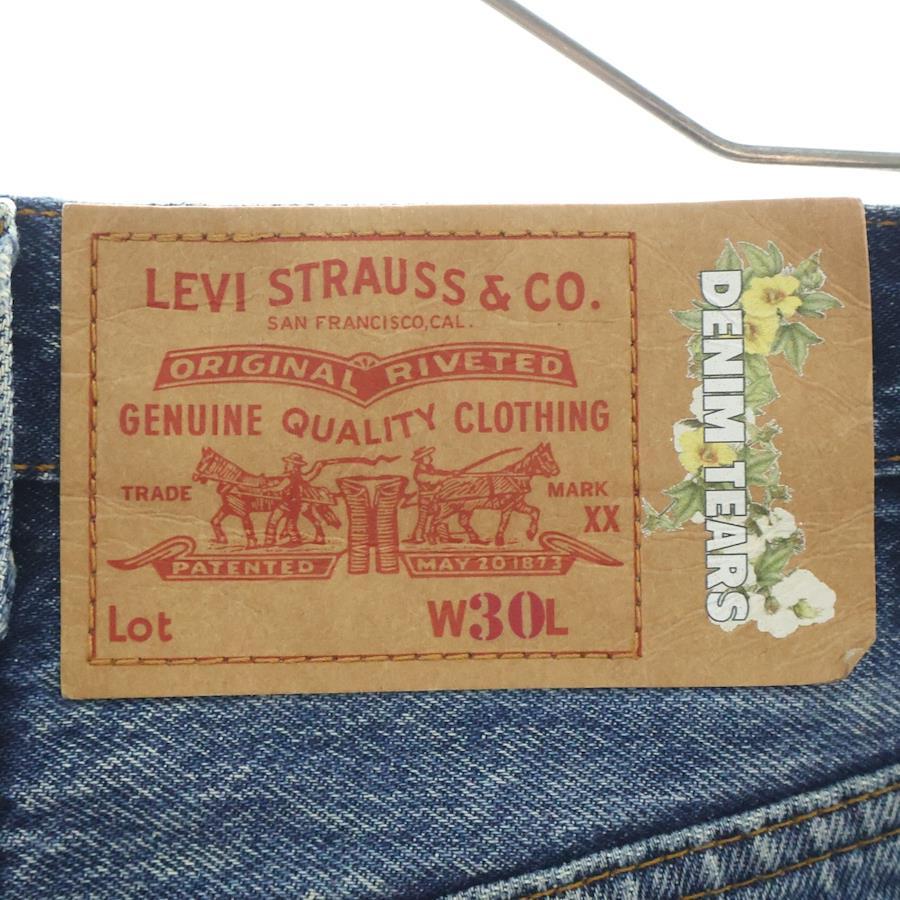 LEVI STRAUSS & CO.
SAN FRANCISCO, CAL.
ORIGINAL RIVETED
GENUINE QUALITY CLOTHING
TRADE MARK
XX
PATENTED MAY 20 1873
Lot W30L
DENIM TEARS